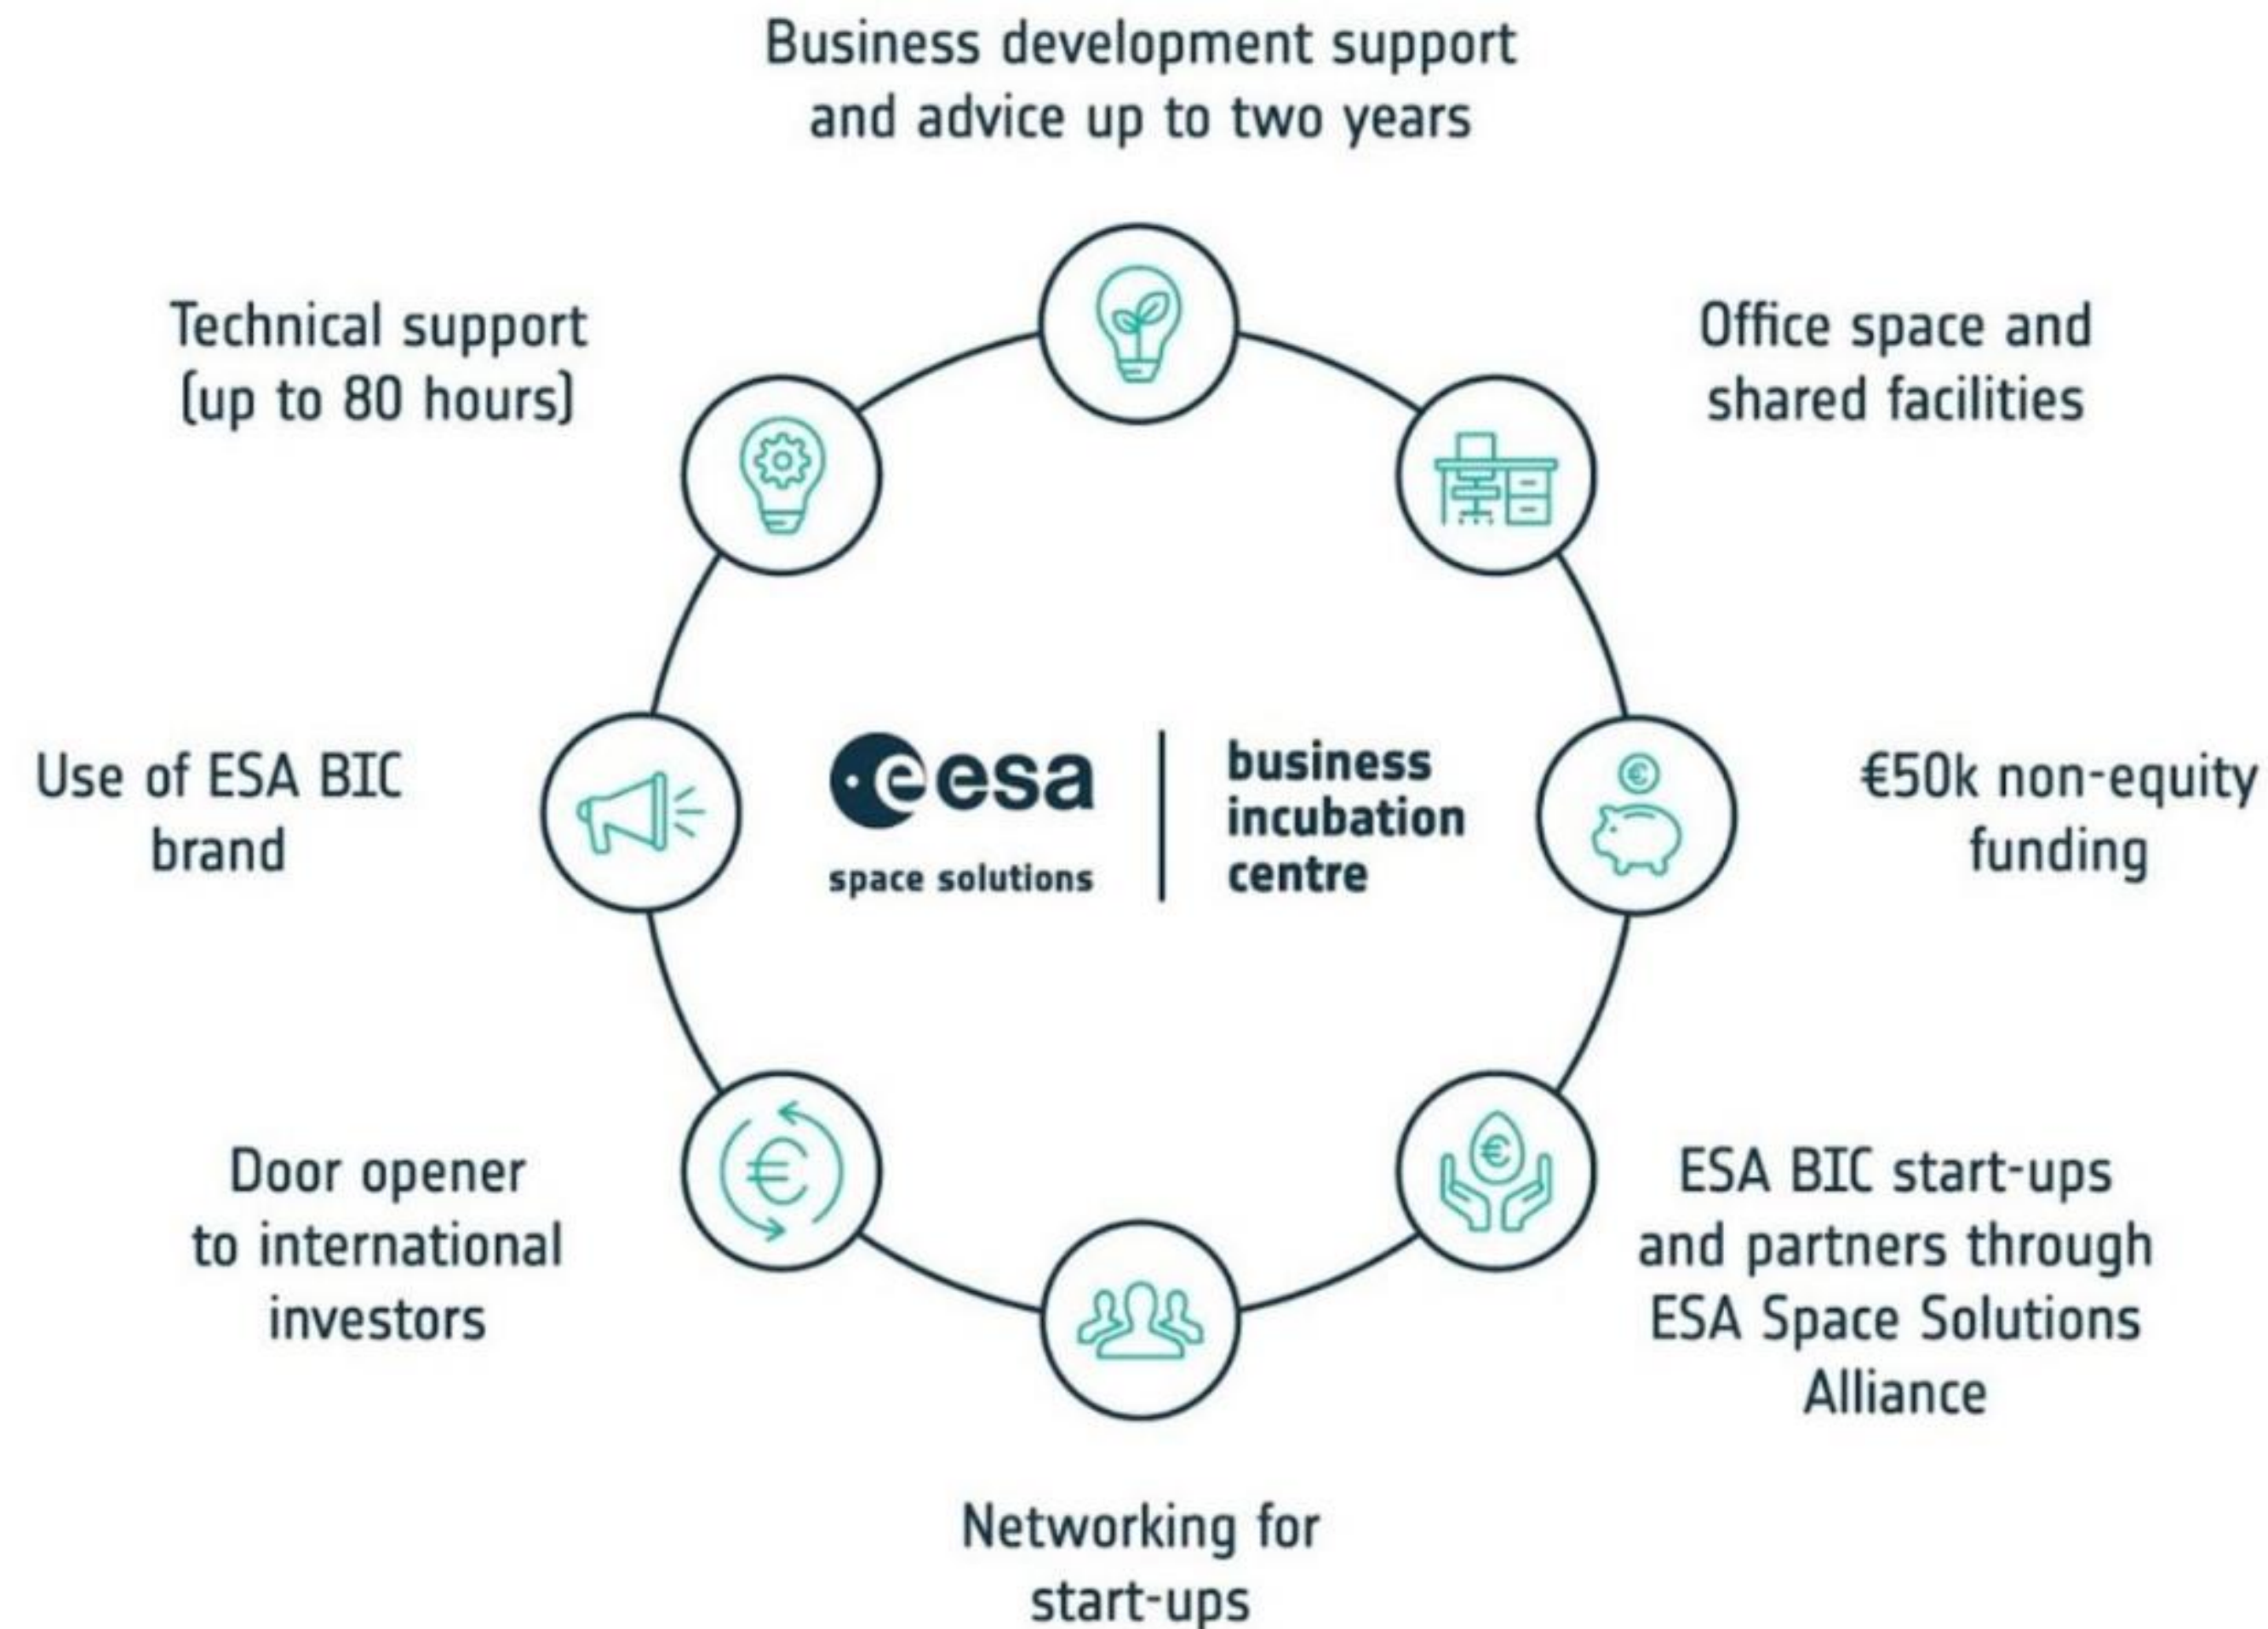 Business development support
and advice up to two years
Technical support
(up to 80 hours)
Office space and
shared facilities
Use of ESA BIC
brand
esa
space solutions
business
incubation
centre
€50k non-equity
funding
Door opener
to international
investors
ESA BIC start-ups
and partners through
ESA Space Solutions
Alliance
Networking for
start-ups